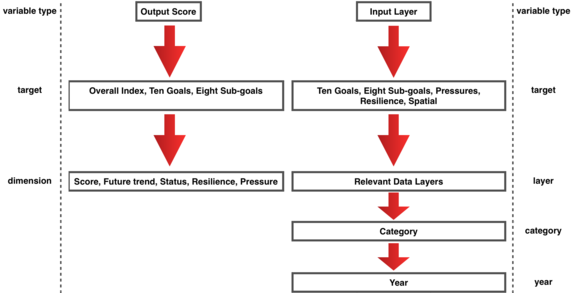 variable type
Output Score
Input Layer
variable type
target
Overall Index, Ten Goals, Eight Sub-goals
Ten Goals, Eight Sub-goals, Pressures,
Resilience, Spatial
target
dimension
Score, Future trend, Status, Resilience, Pressure
Relevant Data Layers
layer
Category
category
Year
year